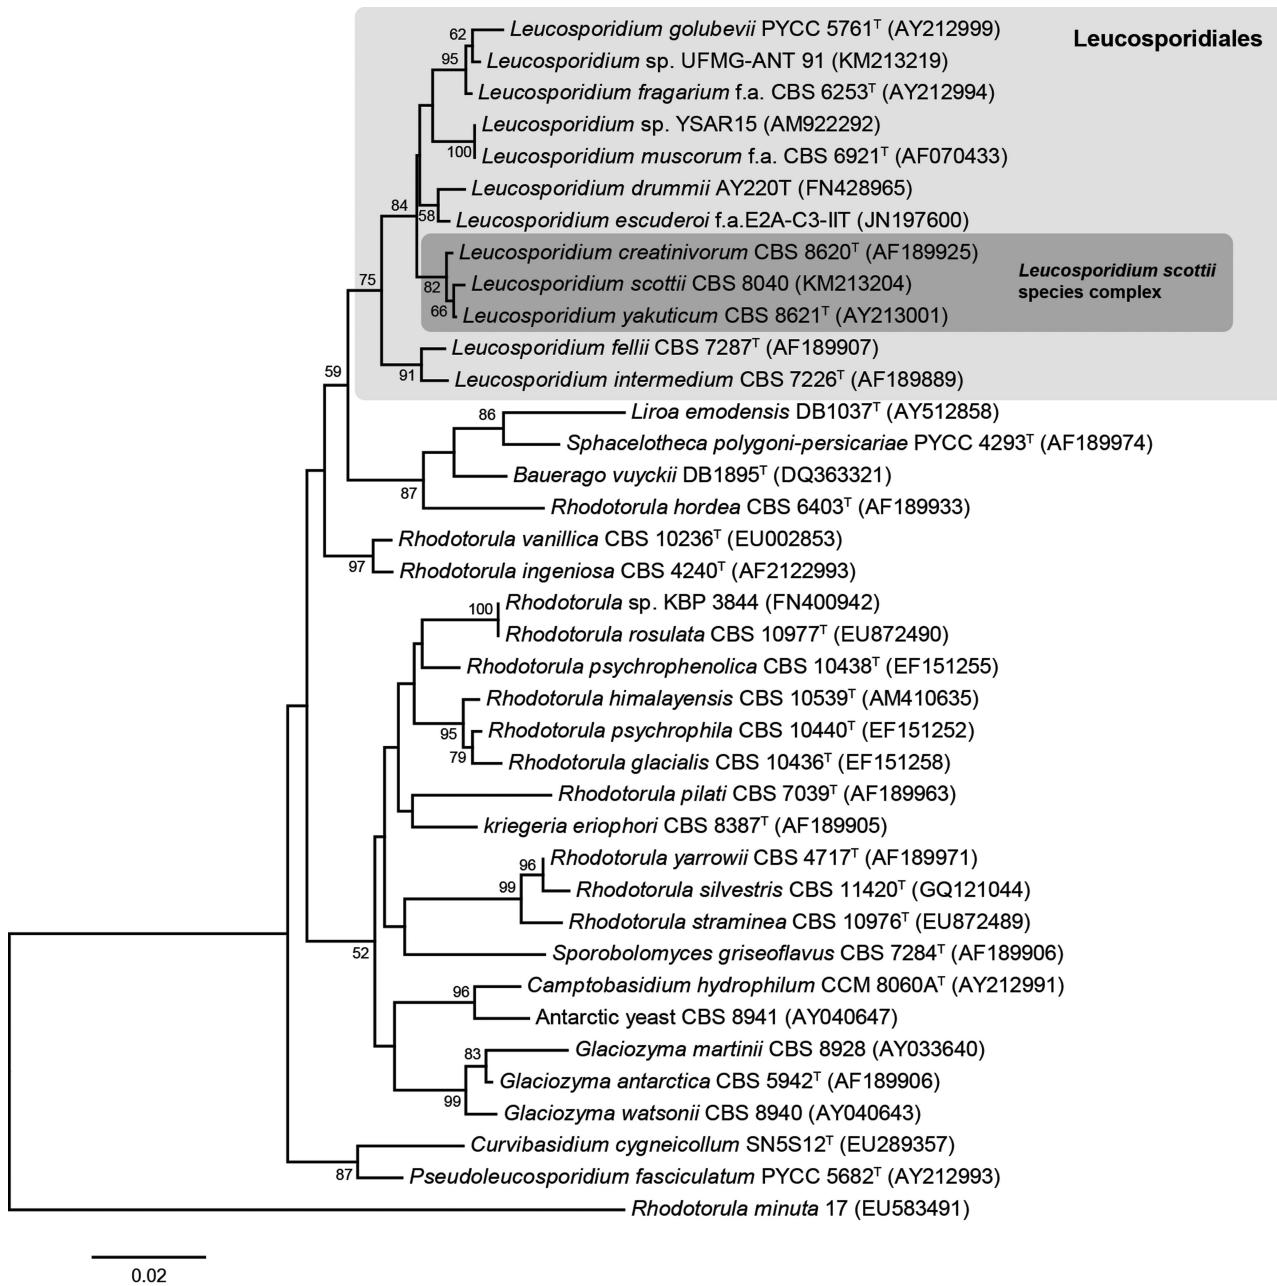 Leucosporidium golubevii PYCC 5761ᵀ (AY212999)
62
Leucosporidiales
95
Leucosporidium sp. UFMG-ANT 91 (KM213219)
Leucosporidium fragarium f.a. CBS 6253ᵀ (AY212994)
Leucosporidium sp. YSAR15 (AM922292)
100
Leucosporidium muscorum f.a. CBS 6921ᵀ (AF070433)
Leucosporidium drummii AY220T (FN428965)
84
58
Leucosporidium escuderoi f.a.E2A-C3-IIT (JN197600)
Leucosporidium creatinivorum CBS 8620ᵀ (AF189925)
75
82
Leucosporidium scottii CBS 8040 (KM213204)
Leucosporidium scottii
species complex
66
Leucosporidium yakuticum CBS 8621ᵀ (AY213001)
Leucosporidium fellii CBS 7287ᵀ (AF189907)
59
91
Leucosporidium intermedium CBS 7226ᵀ (AF189889)
86
Liroa emodensis DB1037ᵀ (AY512858)
Sphacelotheca polygoni-persicariae PYCC 4293ᵀ (AF189974)
Bauerago vuyckii DB1895ᵀ (DQ363321)
87
Rhodotorula hordea CBS 6403ᵀ (AF189933)
Rhodotorula vanillica CBS 10236ᵀ (EU002853)
97
Rhodotorula ingeniosa CBS 4240ᵀ (AF2122993)
100
Rhodotorula sp. KBP 3844 (FN400942)
Rhodotorula rosulata CBS 10977ᵀ (EU872490)
Rhodotorula psychrophenolica CBS 10438ᵀ (EF151255)
Rhodotorula himalayensis CBS 10539ᵀ (AM410635)
95
Rhodotorula psychrophila CBS 10440ᵀ (EF151252)
79
Rhodotorula glacialis CBS 10436ᵀ (EF151258)
Rhodotorula pilati CBS 7039ᵀ (AF189963)
kriegeria eriophori CBS 8387ᵀ (AF189905)
96
Rhodotorula yarrowii CBS 4717ᵀ (AF189971)
99
Rhodotorula silvestris CBS 11420ᵀ (GQ121044)
Rhodotorula straminea CBS 10976ᵀ (EU872489)
52
Sporobolomyces griseoflavus CBS 7284ᵀ (AF189906)
96
Camptobasidium hydrophilum CCM 8060Aᵀ (AY212991)
Antarctic yeast CBS 8941 (AY040647)
83
Glaciozyma martinii CBS 8928 (AY033640)
Glaciozyma antarctica CBS 5942ᵀ (AF189906)
99
Glaciozyma watsonii CBS 8940 (AY040643)
Curvibasidium cygneicollum SN5S12ᵀ (EU289357)
87
Pseudoleucosporidium fasciculatum PYCC 5682ᵀ (AY212993)
Rhodotorula minuta 17 (EU583491)
0.02